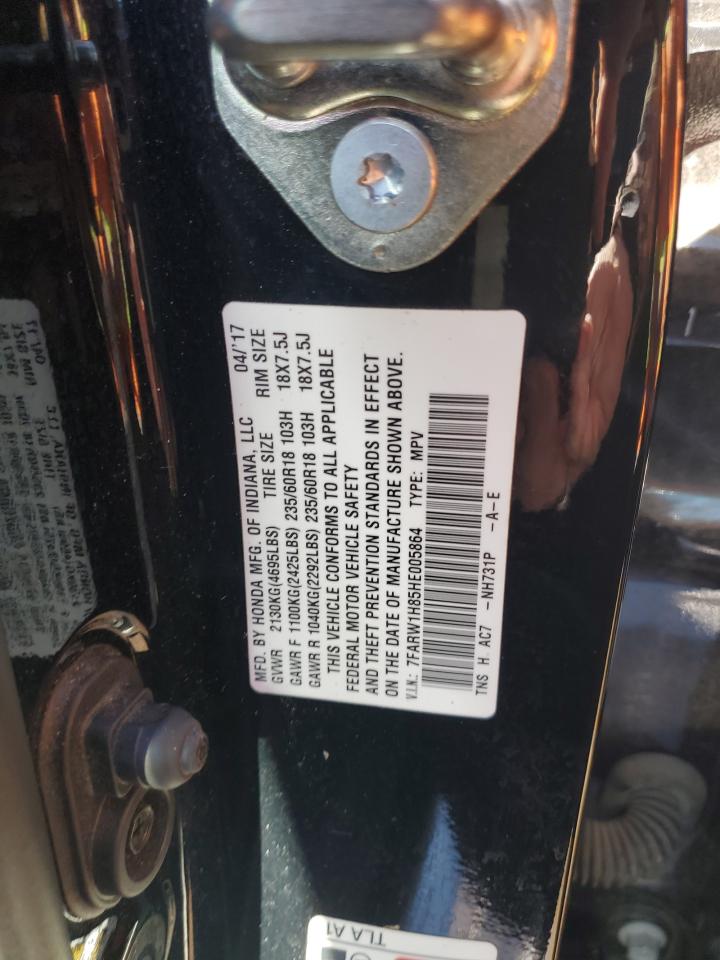 MFD. BY HONDA MFG. OF INDIANA, LLC 04/'17
GVWR 2130KG(4695LBS) TIRE SIZE RIM SIZE
GAWR F 1100KG(2425LBS) 235/60R18 103H 18X7.5J
GAWR R 1040KG(2292LBS) 235/60R18 103H 18X7.5J
THIS VEHICLE CONFORMS TO ALL APPLICABLE
FEDERAL MOTOR VEHICLE SAFETY
AND THEFT PREVENTION STANDARDS IN EFFECT
ON THE DATE OF MANUFACTURE SHOWN ABOVE.
V.I.N.: 7FARW1H85HE005864 TYPE: MPV
TNS H. AC7 -NH731P -A-E
TLA A1